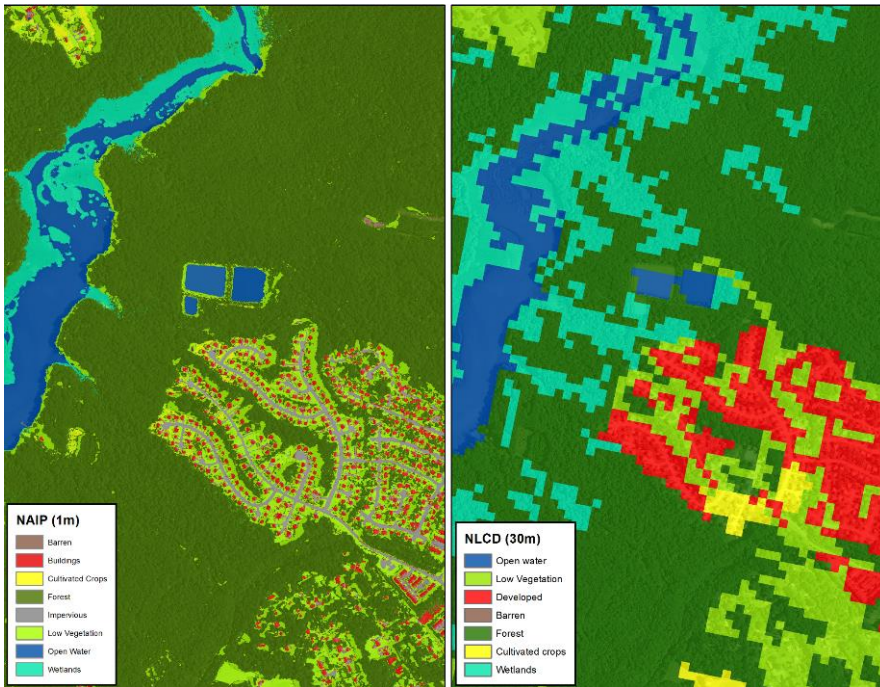 NAIP (1m)
Barren
Buildings
Cultivated Crops
Forest
Impervious
Low Vegetation
Open Water
Wetlands
NLCD (30m)
Open water
Low Vegetation
Developed
Barren
Forest
Cultivated crops
Wetlands